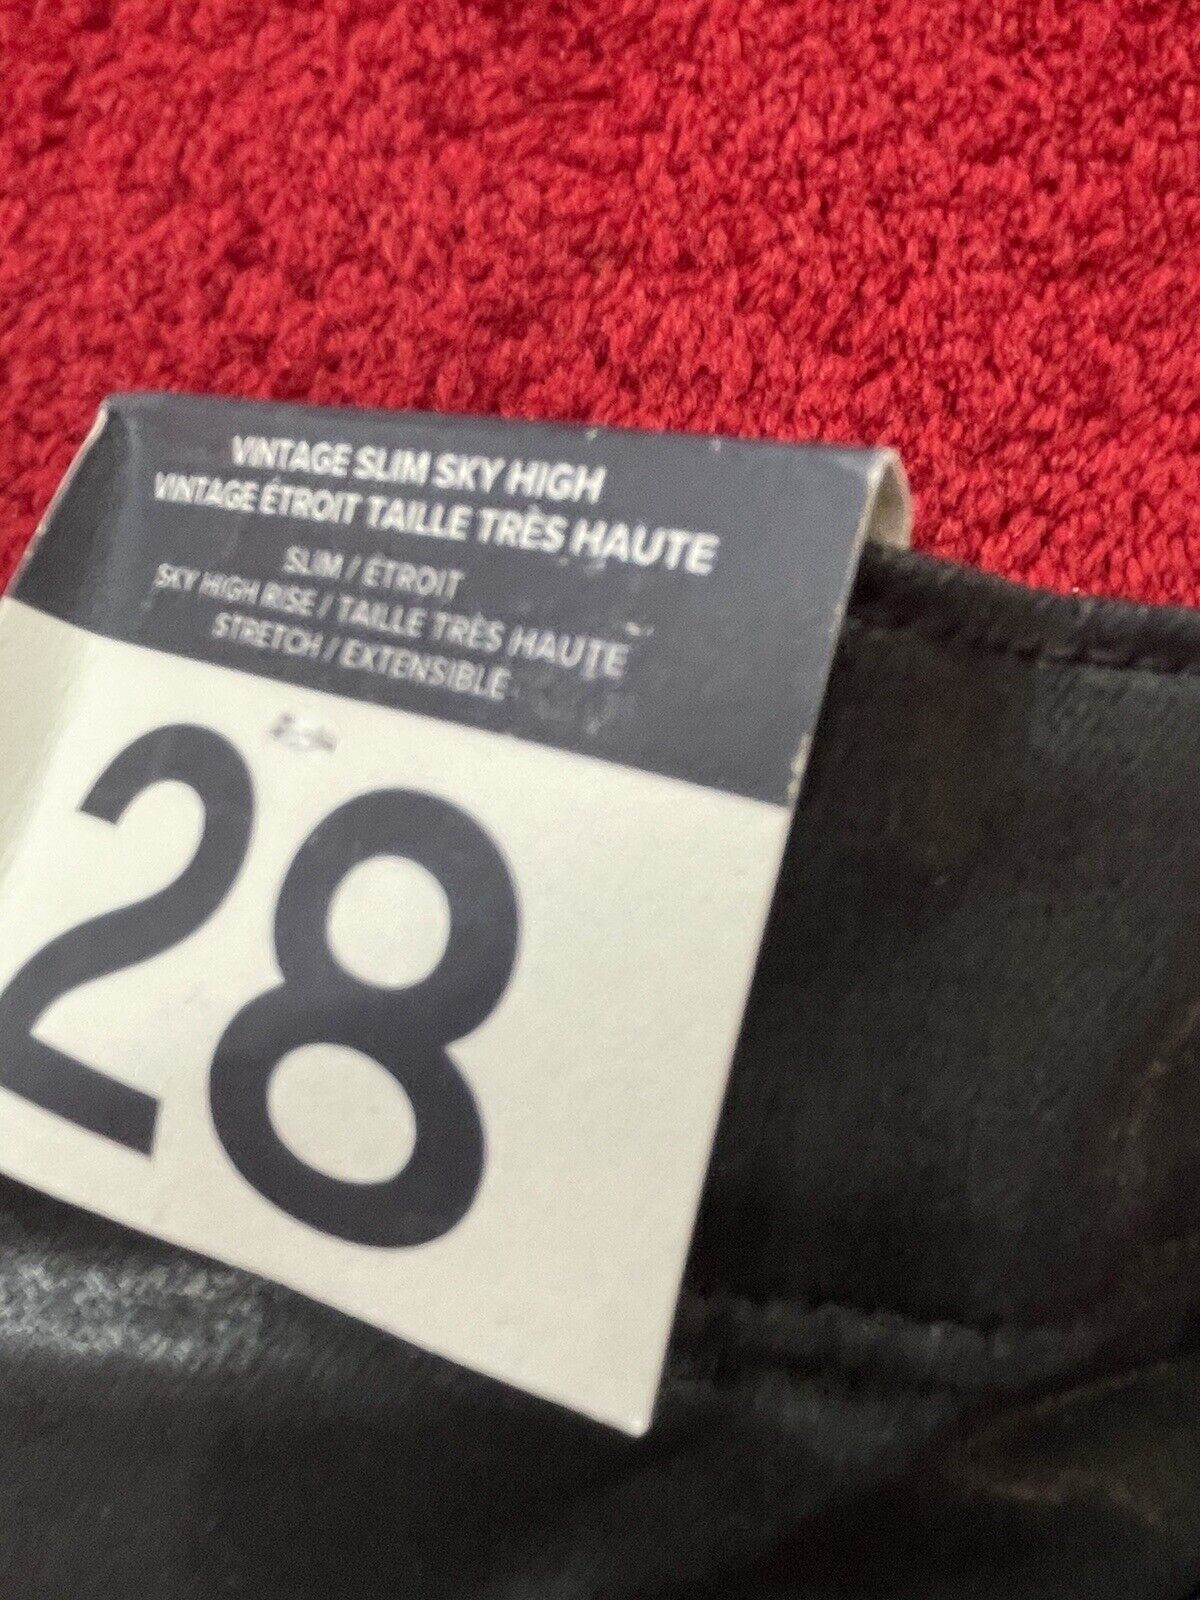 VINTAGE SLIM SKY HIGH
VINTAGE ÉTROIT TAILLE TRÈS HAUTE
SLIM / ÉTROIT
SKY HIGH RISE / TAILLE TRÈS HAUTE
STRETCH / EXTENSIBLE
28